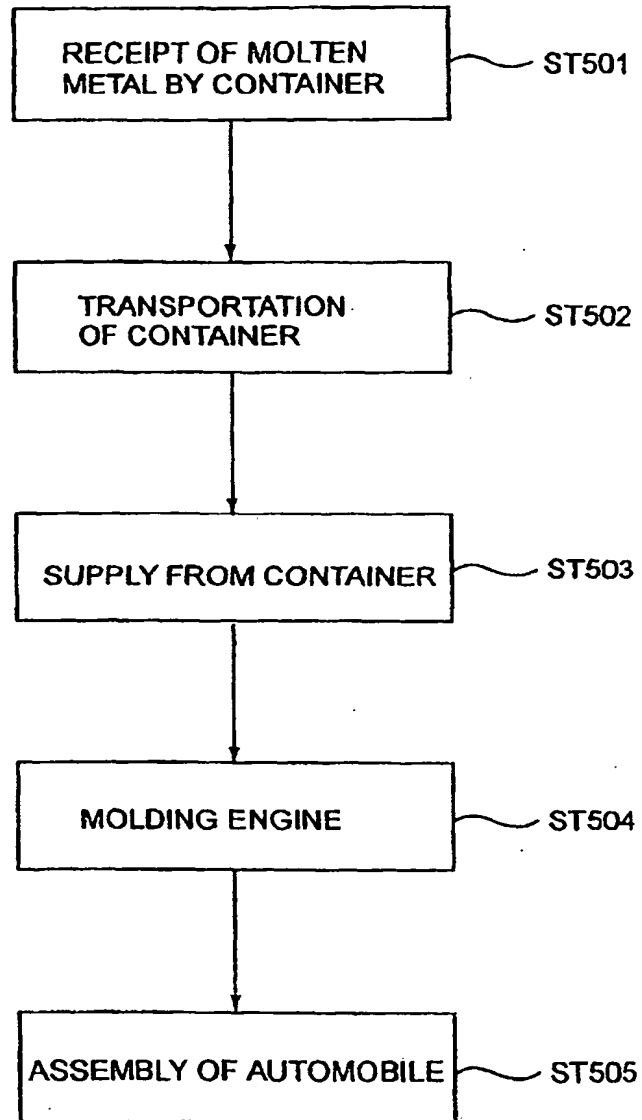 RECEIPT OF MOLTEN
METAL BY CONTAINER
ST501
TRANSPORTATION
OF CONTAINER
ST502
SUPPLY FROM CONTAINER
ST503
MOLDING ENGINE
ST504
ASSEMBLY OF AUTOMOBILE
ST505